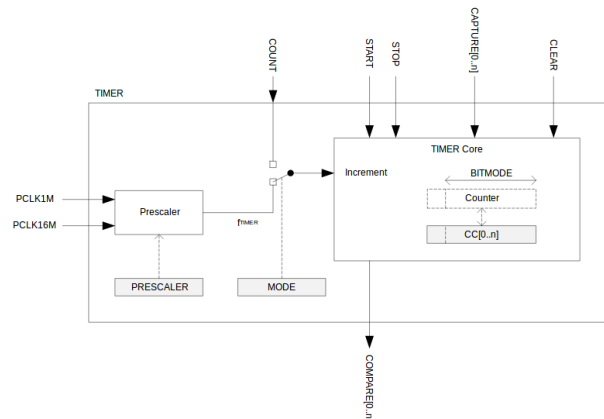 COUNT
START
STOP
CAPTURE[0..n]
CLEAR
TIMER
TIMER Core
Increment
BITMODE
PCLK1M
Prescaler
Counter
PCLK16M
fTIMER
CC[0..n]
PRESCALER
MODE
COMPARE[0..n